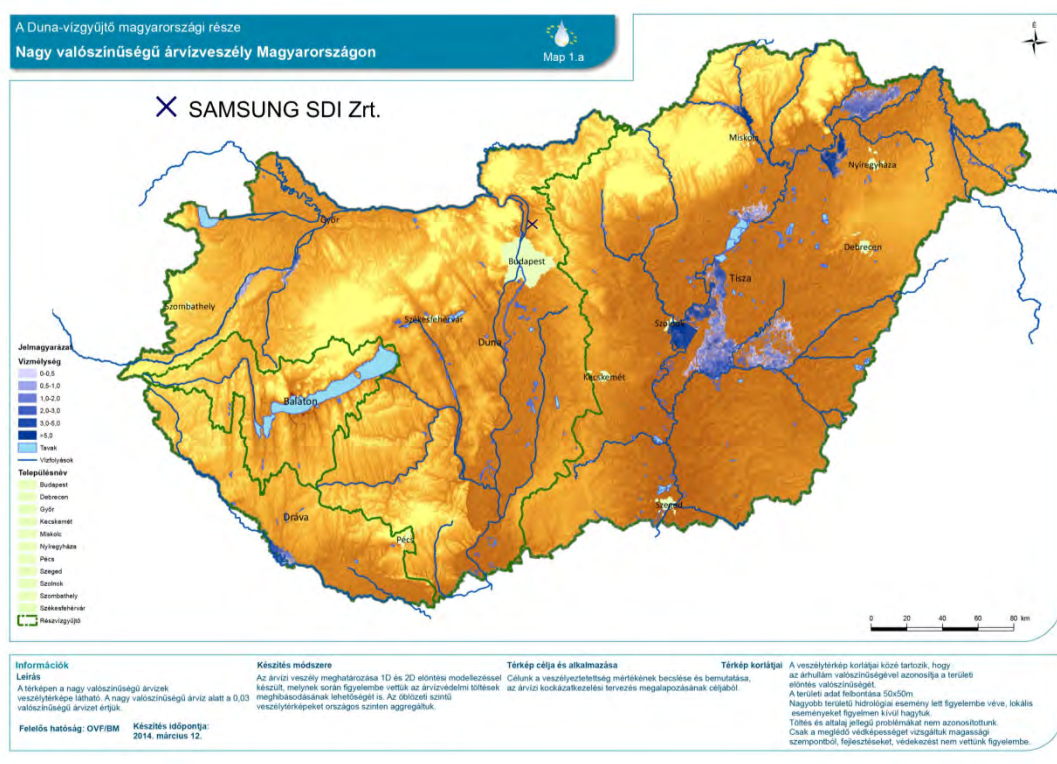 A Duna-vízgyűjtő magyarországi része
Nagy valószínűségű árvízveszély Magyarországon
Map 1.a
É
SAMSUNG SDI Zrt.
Miskolc
Nyíregyháza
Győr
Debrecen
Budapest
Tisza
Szombathely
Székesfehérvár
Szolnok
Duna
Kecskemét
Balaton
Szeged
Dráva
Pécs
Jelmagyarázat
Vízmélység
0-0,5
0,5-1,0
1,0-2,0
2,0-3,0
3,0-5,0
>5,0
Tavak
Vízfolyások
Településnév
Budapest
Debrecen
Győr
Kecskemét
Miskolc
Nyíregyháza
Pécs
Szeged
Szolnok
Szombathely
Székesfehérvár
Részvízgyűjtő
0 20 40 60 80 km
Információk
Leírás
A térképen a nagy valószínűségű árvizek
veszélytérképe látható. A nagy valószínűségű árvíz alatt a 0,03
valószínűségű árvizet értjük.
Felelős hatóság: OVF/BM
Készítés időpontja:
2014. március 12.
Készítés módszere
Az árvízi veszély meghatározása 1D és 2D elöntési modellezéssel
készült, melynek során figyelembe vettük az árvízvédelmi töltések
meghibásodásának lehetőségét is. Az öblözeti szintű
veszélytérképeket országos szinten aggregáltuk.
Térkép célja és alkalmazása
Célunk a veszélyeztetettség mértékének becslése és bemutatása,
az árvízi kockázatkezelési tervezés megalapozásának céljából.
Térkép korlátjai
A veszélytérkép korlátjai közé tartozik, hogy
az árhullám valószínűségével azonosítja a területi
elöntés valószínűségét.
A területi adat felbontása 50x50m.
Nagyobb területű hidrológiai esemény lett figyelembe véve, lokális
eseményeket figyelmen kívül hagytuk.
Töltés és altalaj jellegű problémákat nem azonosítottunk.
Csak a meglédő védképességet vizsgáltuk magassági
szempontból, fejlesztéseket, védekezést nem vettünk figyelembe.